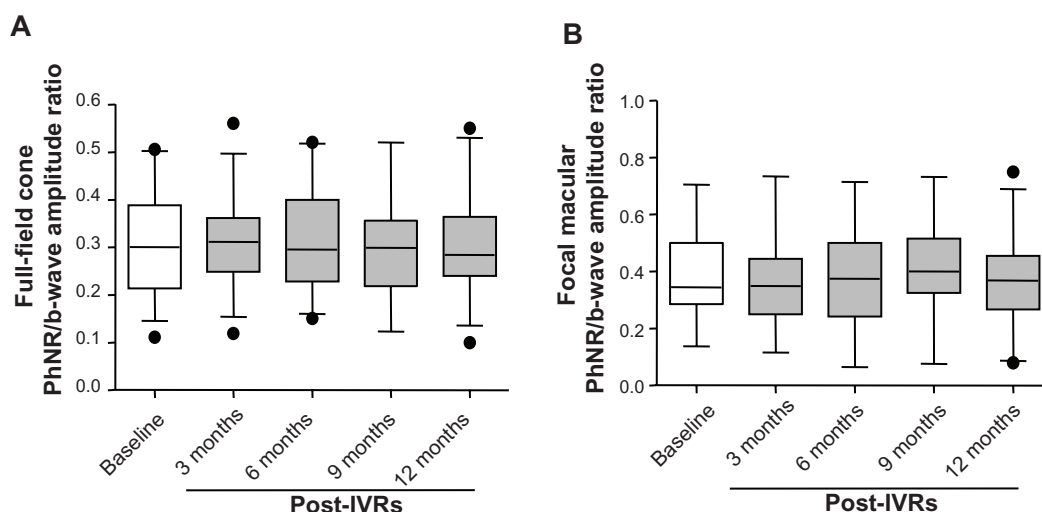 A
Full-field cone
PhNR/b-wave amplitude ratio
0.6
0.5
0.4
0.3
0.2
0.1
0.0
Baseline
3 months
6 months
9 months
12 months
Post-IVRs
B
Focal macular
PhNR/b-wave amplitude ratio
1.0
0.8
0.6
0.4
0.2
0.0
Baseline
3 months
6 months
9 months
12 months
Post-IVRs